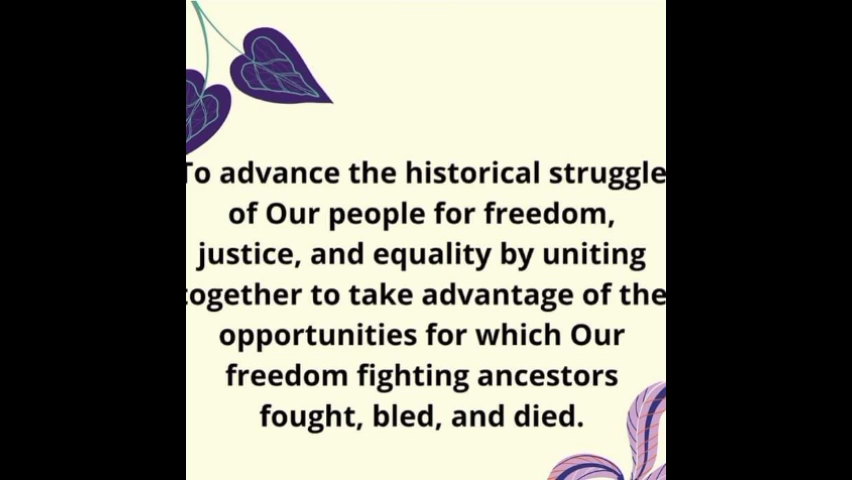 To advance the historical struggle
of Our people for freedom,
justice, and equality by uniting
together to take advantage of the
opportunities for which Our
freedom fighting ancestors
fought, bled, and died.